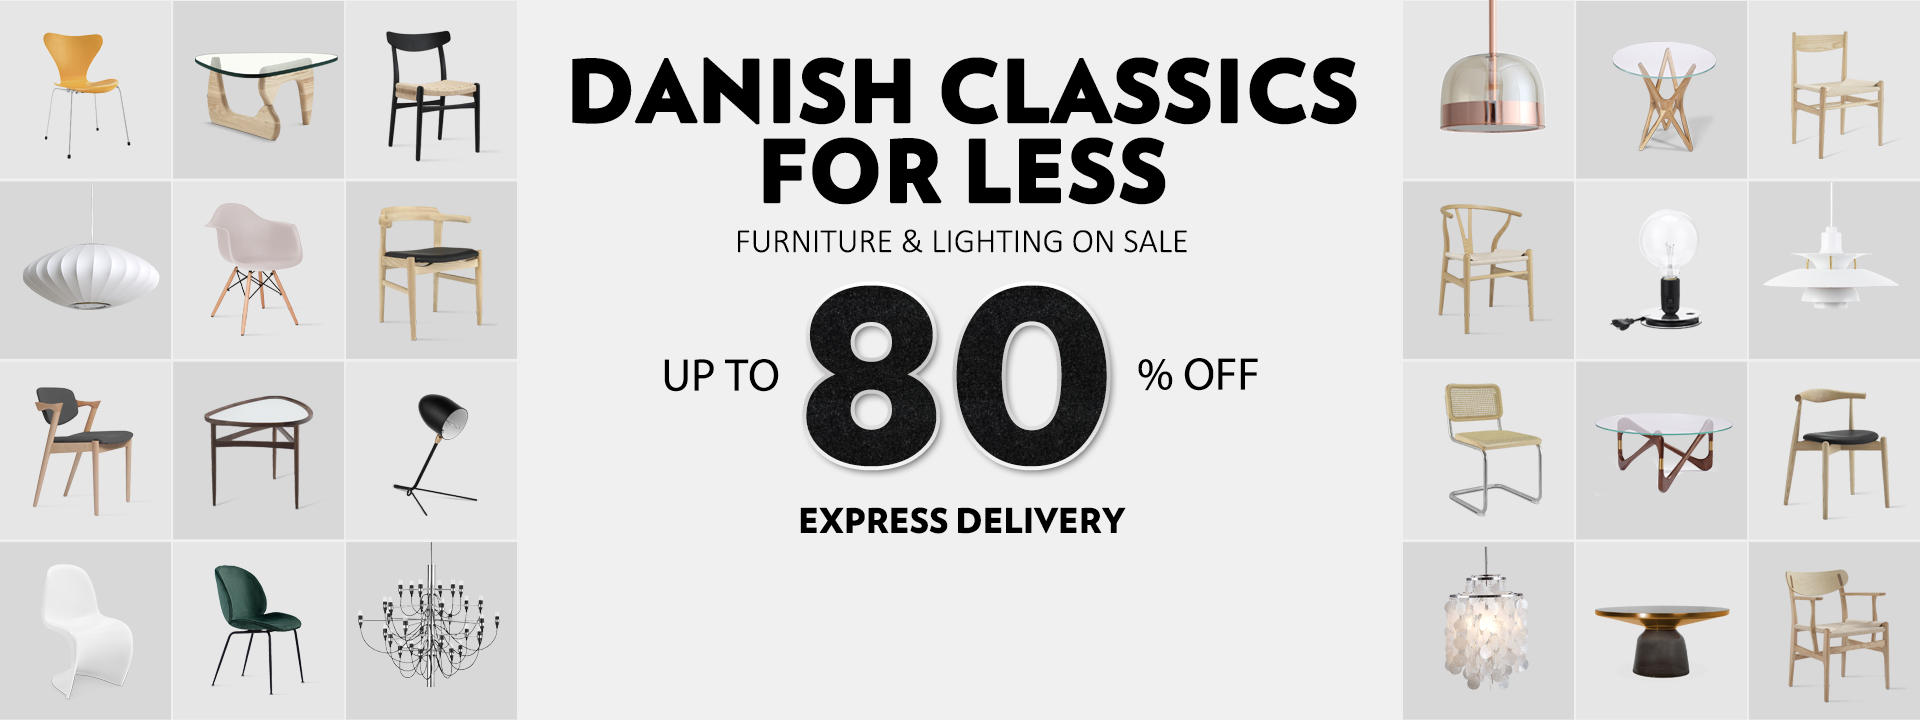 DANISH CLASSICS
FOR LESS
FURNITURE & LIGHTING ON SALE
UP TO 80 % OFF
EXPRESS DELIVERY